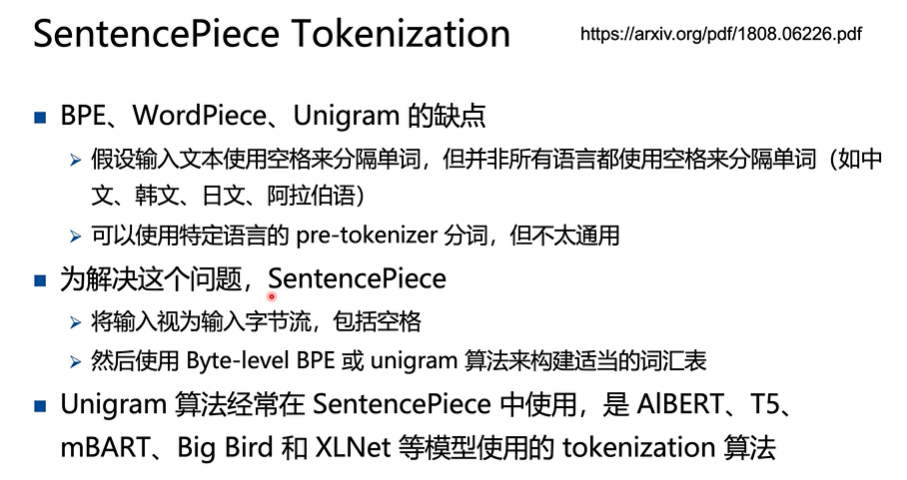 SentencePiece Tokenization
https://arxiv.org/pdf/1808.06226.pdf
BPE、WordPiece、Unigram 的缺点
假设输入文本使用空格来分隔单词，但并非所有语言都使用空格来分隔单词（如中
文、韩文、日文、阿拉伯语）
可以使用特定语言的 pre-tokenizer 分词，但不太通用
为解决这个问题，SentencePiece
将输入视为输入字节流，包括空格
然后使用 Byte-level BPE 或 unigram 算法来构建适当的词汇表
Unigram 算法经常在 SentencePiece 中使用，是 AlBERT、T5、
mBART、Big Bird 和 XLNet 等模型使用的 tokenization 算法